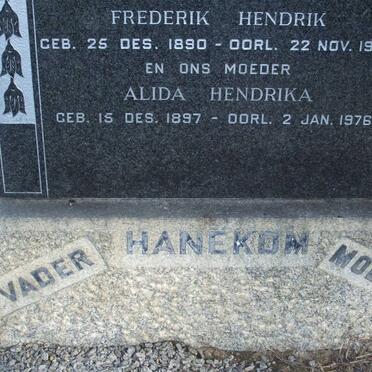 FREDERIK HENDRIK
GEB. 25 DES. 1890 - OORL. 22 NOV. 19
EN ONS MOEDER
ALIDA HENDRIKA
GEB. 15 DES. 1897 - OORL. 2 JAN. 1976
VADER HANEKOM MOE